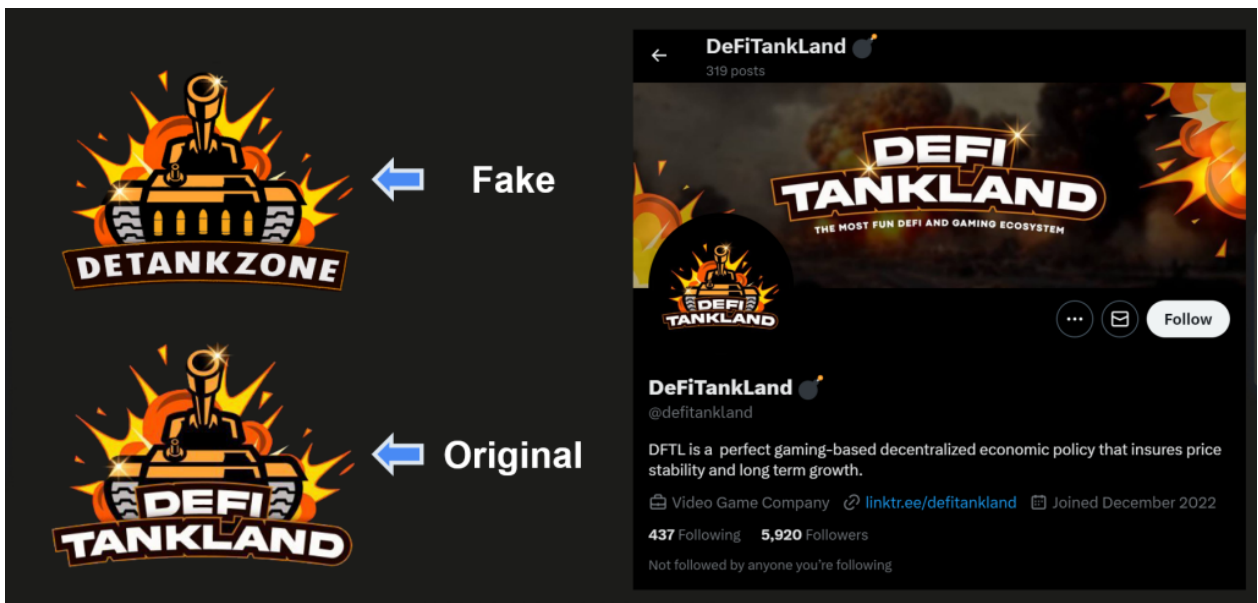 DETANKZONE
Fake
DEFI
TANKLAND
Original
DeFiTankLand
319 posts
DEFI
TANKLAND
THE MOST FUN DEFI AND GAMING ECOSYSTEM
DEFI
TANKLAND
Follow
DeFiTankLand
@defitankland
DFTL is a perfect gaming-based decentralized economic policy that insures price
stability and long term growth.
Video Game Company linktr.ee/defitankland Joined December 2022
437 Following 5,920 Followers
Not followed by anyone you're following